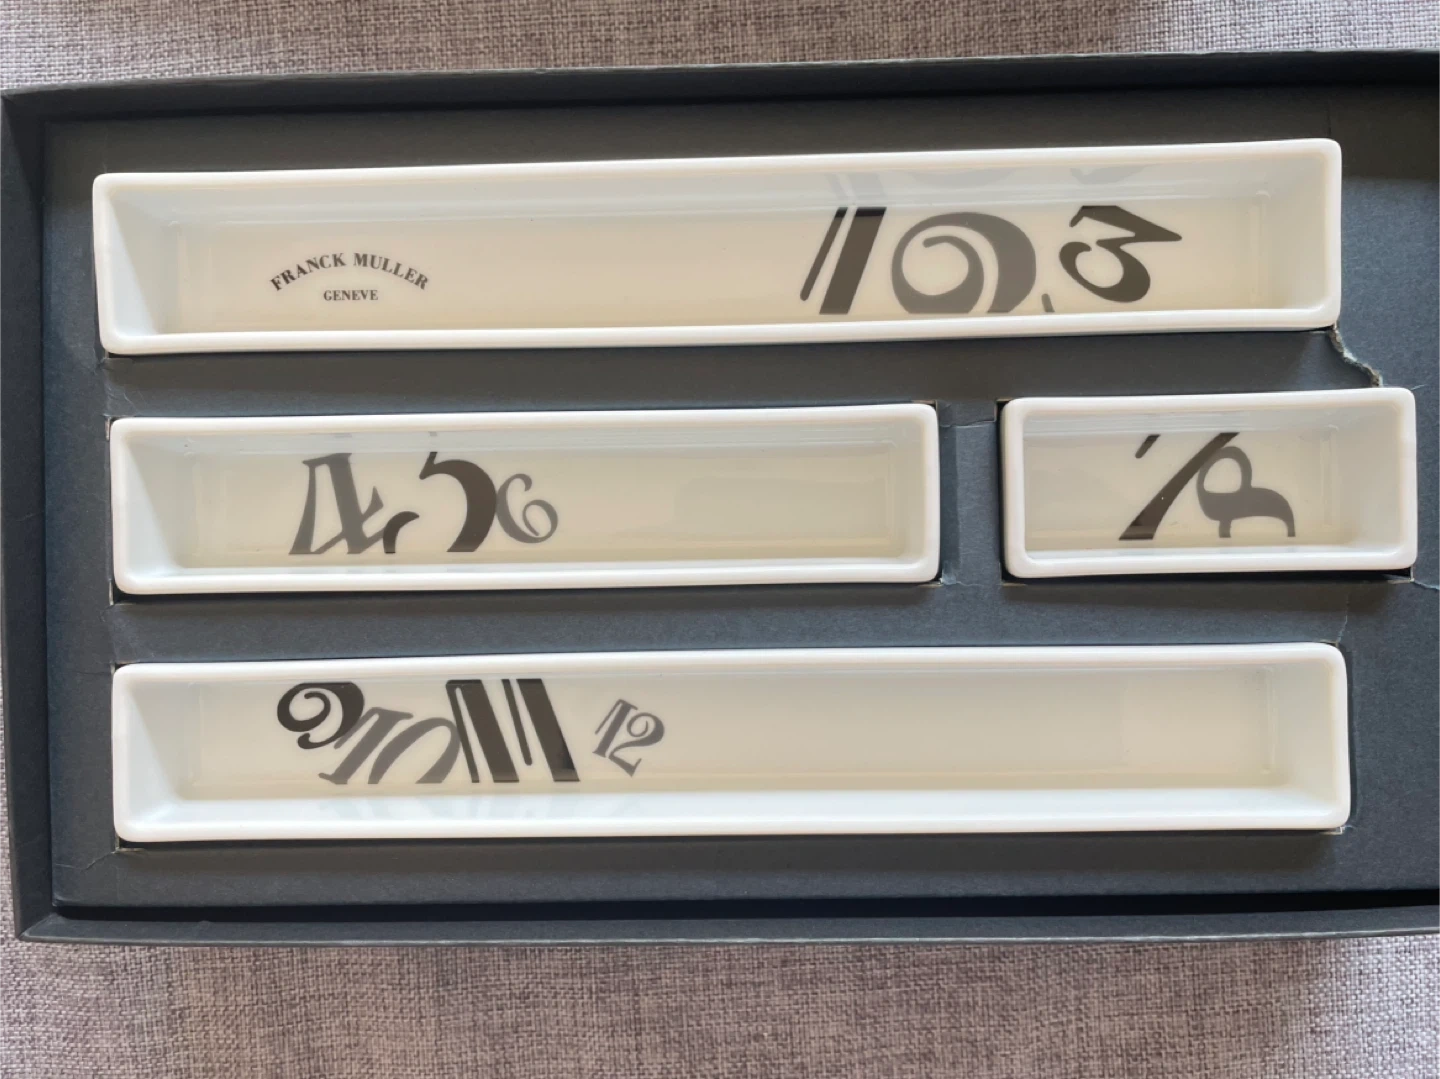 FRANCK MULLER
GENEVE
1 2 3
4 5 6
7 8
9 10 11 12